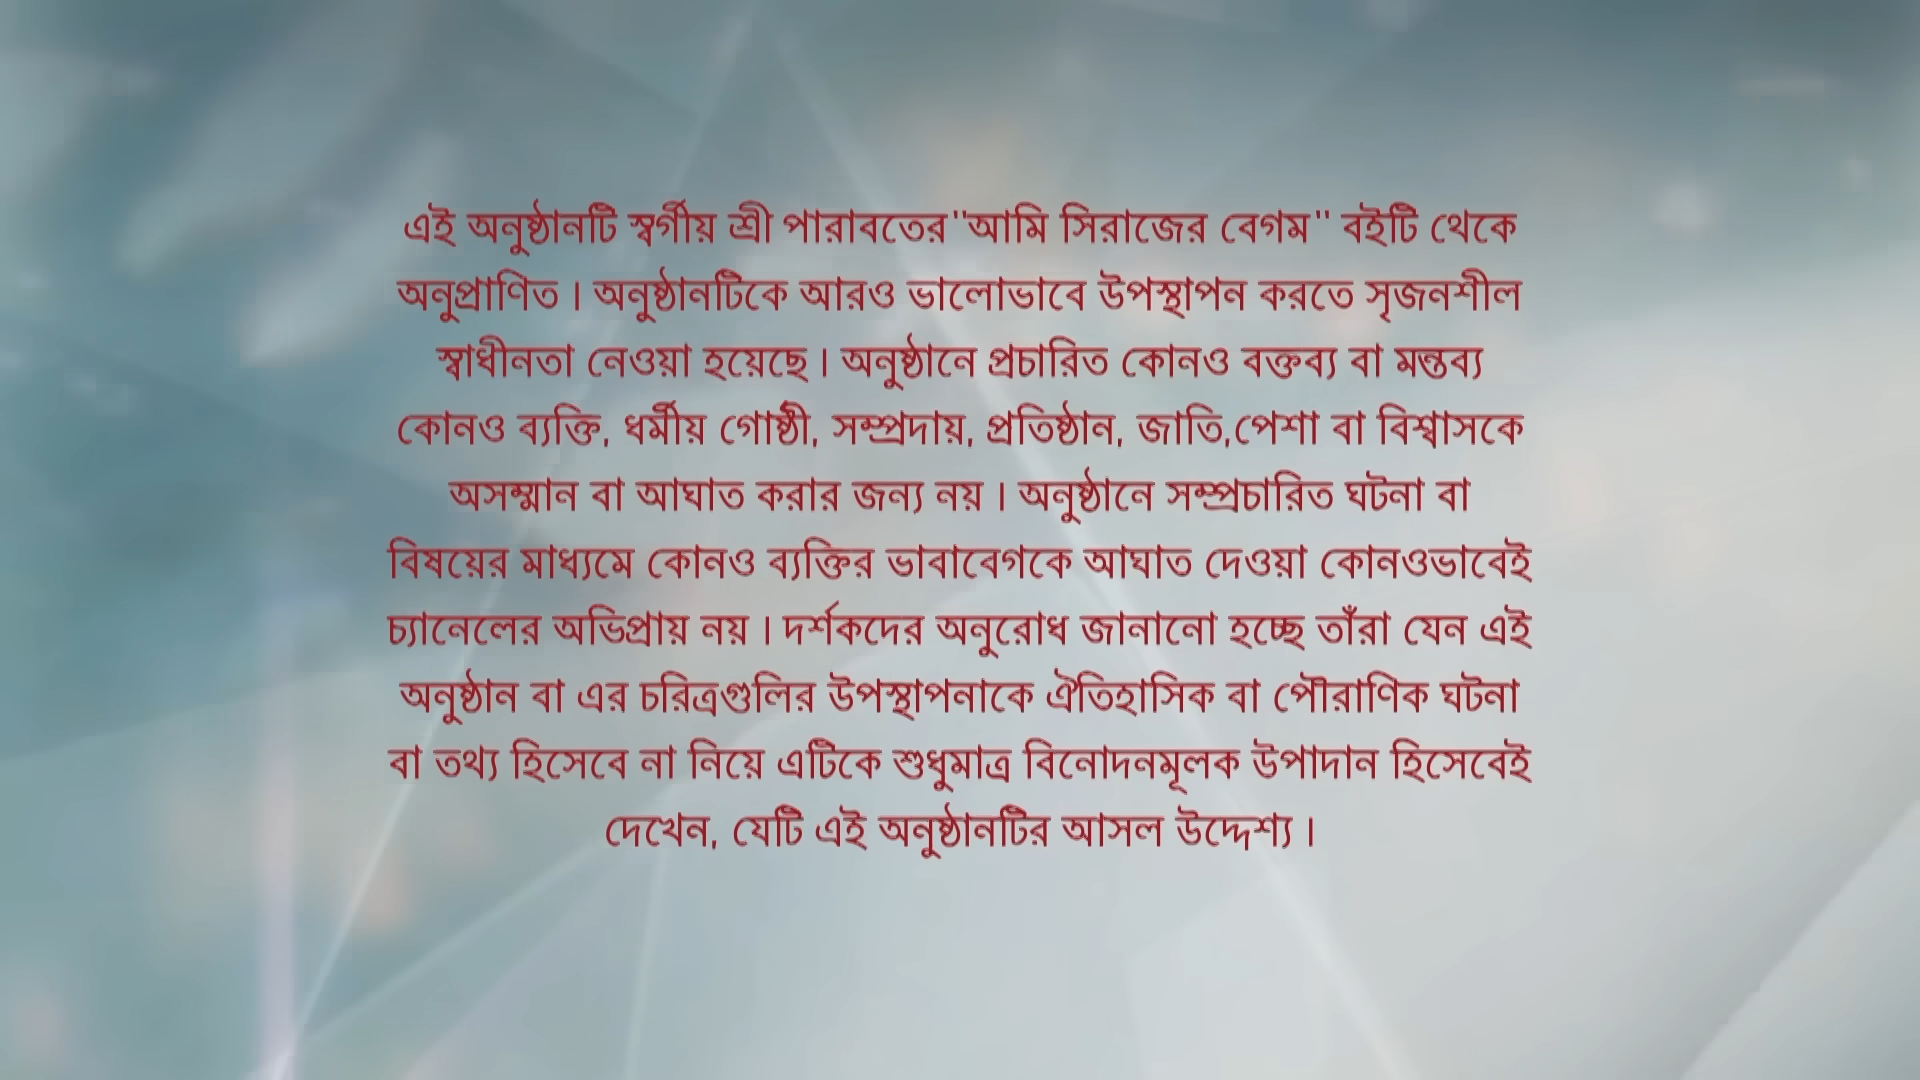 এই অনুষ্ঠানটি স্বর্গীয় শ্রী পারাবতের"আমি সিরাজের বেগম" বইটি থেকে
অনুপ্রাণিত। অনুষ্ঠানটিকে আরও ভালোভাবে উপস্থাপন করতে সৃজনশীল
স্বাধীনতা নেওয়া হয়েছে। অনুষ্ঠানে প্রচারিত কোনও বক্তব্য বা মন্তব্য
কোনও ব্যক্তি, ধর্মীয় গোষ্ঠী, সম্প্রদায়, প্রতিষ্ঠান, জাতি,পেশা বা বিশ্বাসকে
অসম্মান বা আঘাত করার জন্য নয়। অনুষ্ঠানে সম্প্রচারিত ঘটনা বা
বিষয়ের মাধ্যমে কোনও ব্যক্তির ভাবাবেগকে আঘাত দেওয়া কোনওভাবেই
চ্যানেলের অভিপ্রায় নয়। দর্শকদের অনুরোধ জানানো হচ্ছে তাঁরা যেন এই
অনুষ্ঠান বা এর চরিত্রগুলির উপস্থাপনাকে ঐতিহাসিক বা পৌরাণিক ঘটনা
বা তথ্য হিসেবে না নিয়ে এটিকে শুধুমাত্র বিনোদনমূলক উপাদান হিসেবেই
দেখেন, যেটি এই অনুষ্ঠানটির আসল উদ্দেশ্য।